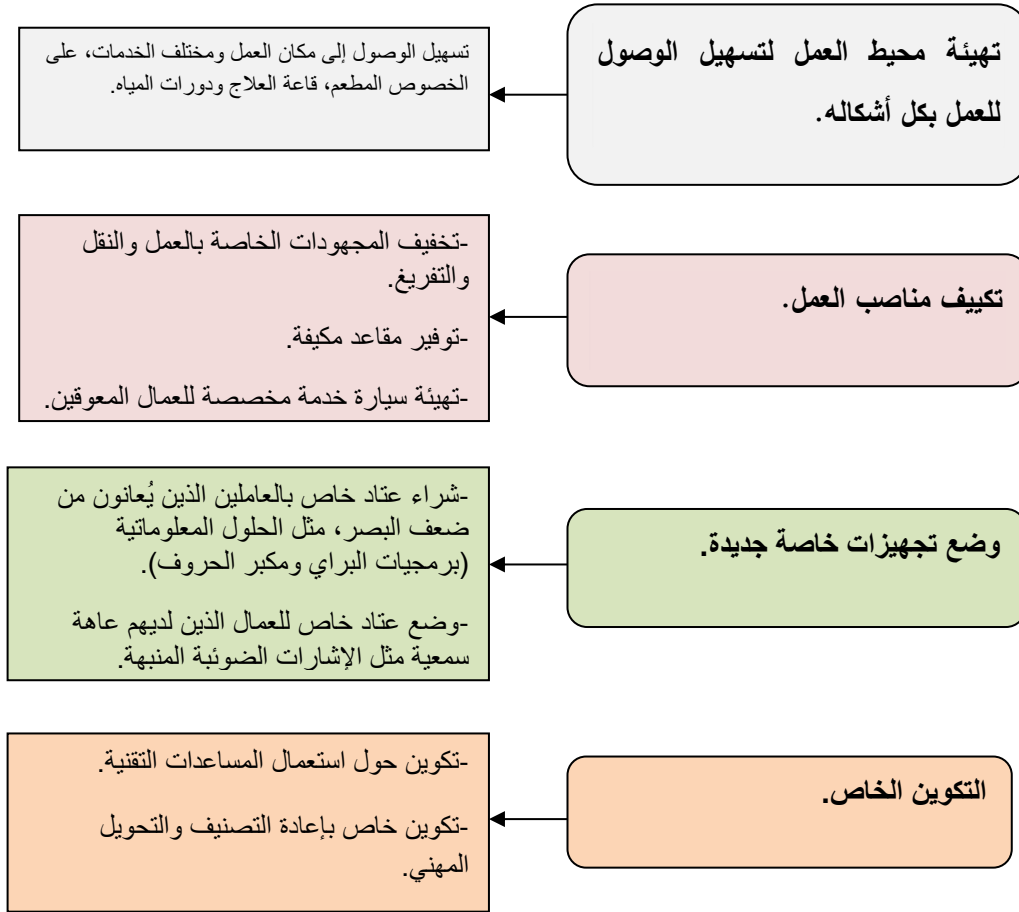 تهيئة محيط العمل لتسهيل الوصول
للعمل بكل أشكاله.
تسهيل الوصول إلى مكان العمل ومختلف الخدمات، على
الخصوص المطعم، قاعة العلاج ودورات المياه.
تكييف مناصب العمل.
-تخفيف المجهودات الخاصة بالعمل والنقل
والتفريغ.
-توفير مقاعد مكيفة.
-تهيئة سيارة خدمة مخصصة للعمال المعوقين.
وضع تجهيزات خاصة جديدة.
-شراء عتاد خاص بالعاملين الذين يُعانون من
ضعف البصر، مثل الحلول المعلوماتية
(برمجيات البراي ومكبر الحروف).
-وضع عتاد خاص للعمال الذين لديهم عاهة
سمعية مثل الإشارات الضوئية المنبهة.
التكوين الخاص.
-تكوين حول استعمال المساعدات التقنية.
-تكوين خاص بإعادة التصنيف والتحويل
المهني.